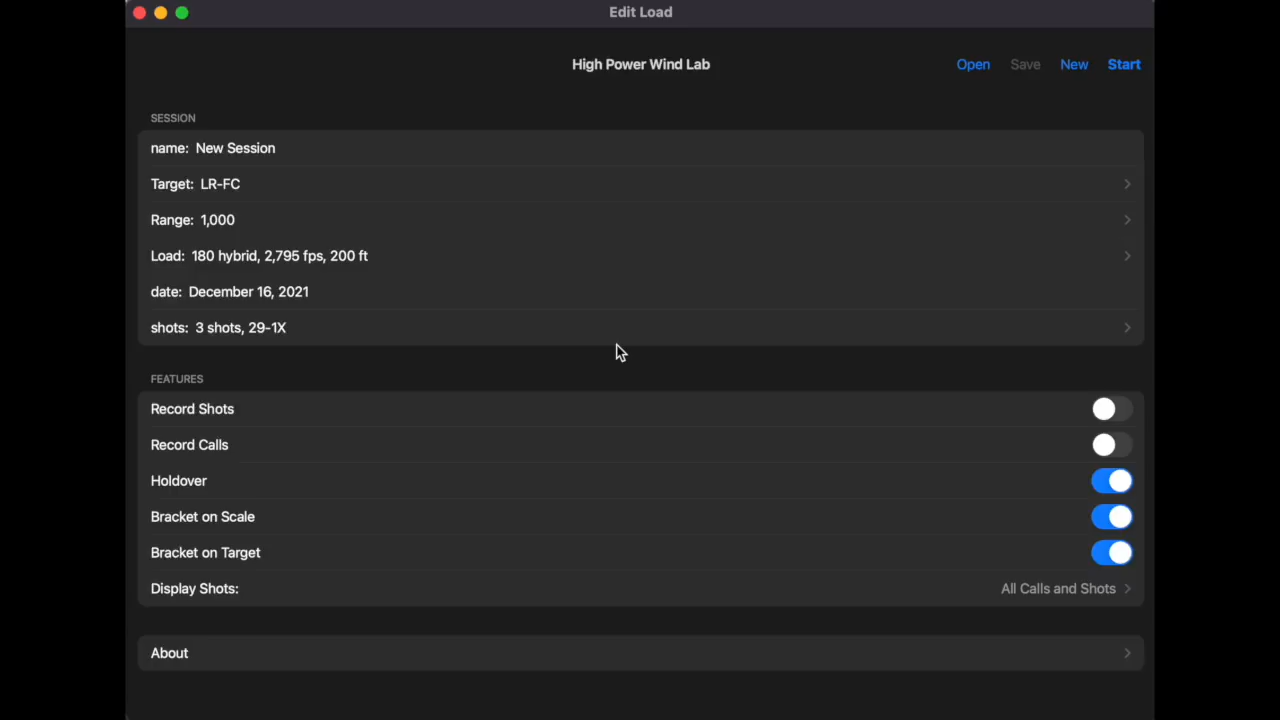 Edit Load
High Power Wind Lab
Open Save New Start
SESSION
name: New Session
Target: LR-FC
Range: 1,000
Load: 180 hybrid, 2,795 fps, 200 ft
date: December 16, 2021
shots: 3 shots, 29-1X
FEATURES
Record Shots
Record Calls
Holdover
Bracket on Scale
Bracket on Target
Display Shots: All Calls and Shots
About